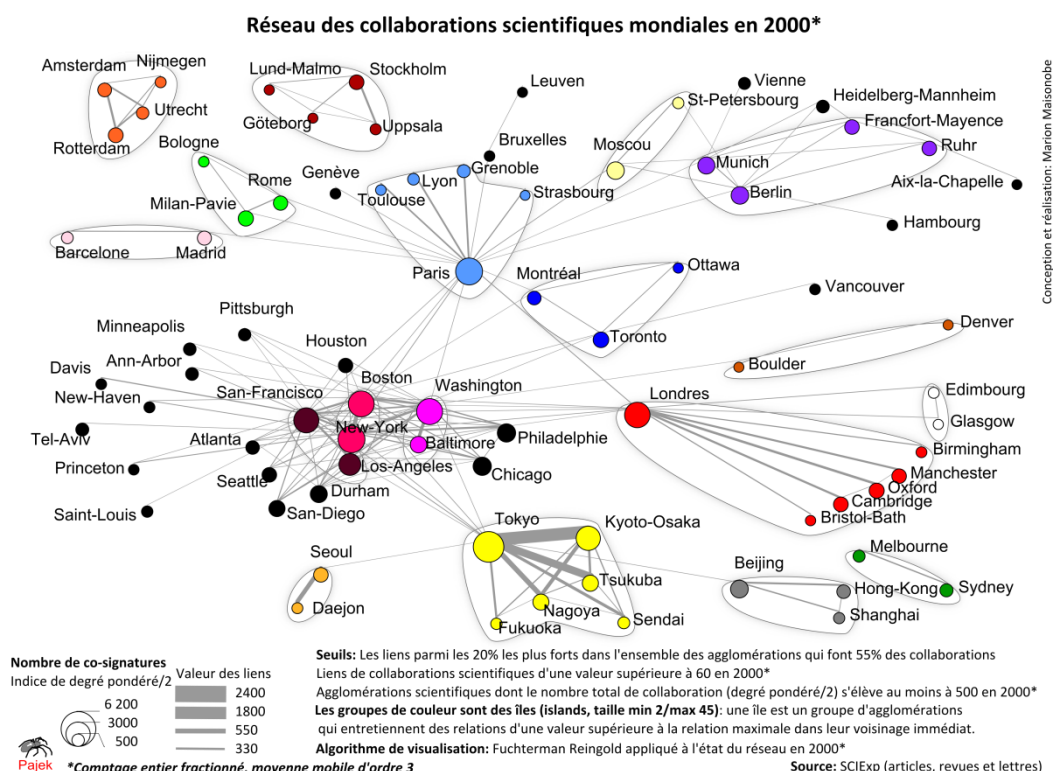 Réseau des collaborations scientifiques mondiales en 2000*
Conception et réalisation: Marion Maisonobe
Amsterdam
Nijmegen
Utrecht
Rotterdam
Lund-Malmo
Stockholm
Göteborg
Uppsala
Leuven
Bruxelles
Vienne
St-Petersbourg
Heidelberg-Mannheim
Francfort-Mayence
Moscou
Munich
Ruhr
Berlin
Aix-la-Chapelle
Hambourg
Bologne
Rome
Milan-Pavie
Genève
Grenoble
Lyon
Toulouse
Strasbourg
Barcelone
Madrid
Paris
Montréal
Ottawa
Toronto
Vancouver
Pittsburgh
Minneapolis
Houston
Denver
Boulder
Davis
Ann-Arbor
San-Francisco
Boston
Washington
Londres
Edimbourg
New-Haven
Glasgow
Tel-Aviv
Atlanta
New-York
Baltimore
Philadelphie
Birmingham
Princeton
Seattle
Los-Angeles
Chicago
Manchester
Oxford
Durham
Cambridge
Saint-Louis
San-Diego
Bristol-Bath
Tokyo
Kyoto-Osaka
Seoul
Melbourne
Beijing
Tsukuba
Hong-Kong
Sydney
Daejon
Nagoya
Shanghai
Fukuoka
Sendai
Nombre de co-signatures
Indice de degré pondéré/2
6 200
3000
500
Valeur des liens
2400
1800
550
330
Seuils: Les liens parmi les 20% les plus forts dans l'ensemble des agglomérations qui font 55% des collaborations
Liens de collaborations scientifiques d'une valeur supérieure à 60 en 2000*
Agglomérations scientifiques dont le nombre total de collaboration (degré pondéré/2) s'élève au moins à 500 en 2000*
Les groupes de couleur sont des îles (islands, taille min 2/max 45): une île est un groupe d'agglomérations
qui entretiennent des relations d'une valeur supérieure à la relation maximale dans leur voisinage immédiat.
Algorithme de visualisation: Fuchterman Reingold appliqué à l'état du réseau en 2000*
Pajek
*Comptage entier fractionné, moyenne mobile d'ordre 3
Source: SCIExp (articles, revues et lettres)